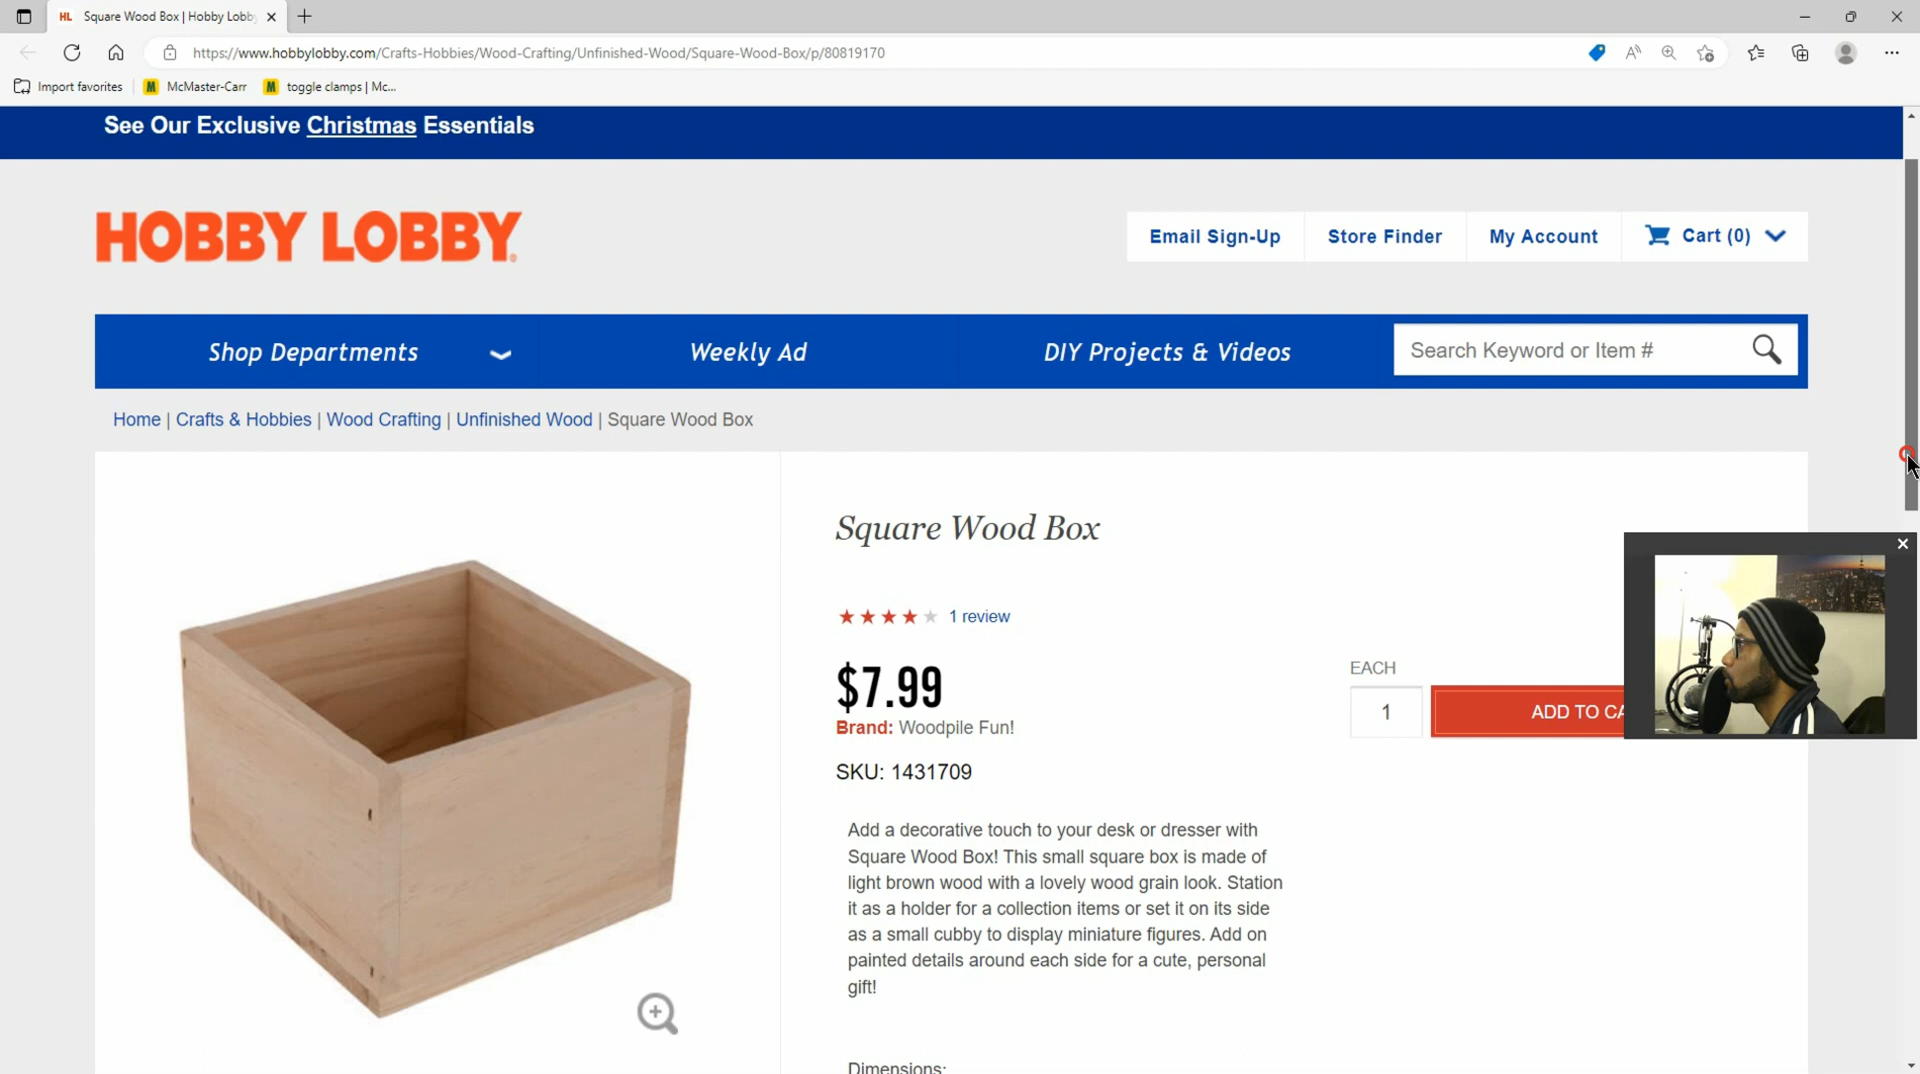 HL Square Wood Box | Hobby Lobb
https://www.hobbylobby.com/Crafts-Hobbies/Wood-Crafting/Unfinished-Wood/Square-Wood-Box/p/80819170
Import favorites
M McMaster-Carr
M toggle clamps | Mc...
See Our Exclusive Christmas Essentials
HOBBY LOBBY
Email Sign-Up
Store Finder
My Account
Cart (0)
Shop Departments
Weekly Ad
DIY Projects & Videos
Search Keyword or Item #
Home | Crafts & Hobbies | Wood Crafting | Unfinished Wood | Square Wood Box
Square Wood Box
1 review
$7.99
Brand: Woodpile Fun!
SKU: 1431709
EACH
1
ADD TO CA
Add a decorative touch to your desk or dresser with
Square Wood Box! This small square box is made of
light brown wood with a lovely wood grain look. Station
it as a holder for a collection items or set it on its side
as a small cubby to display miniature figures. Add on
painted details around each side for a cute, personal
gift!
Dimensions: